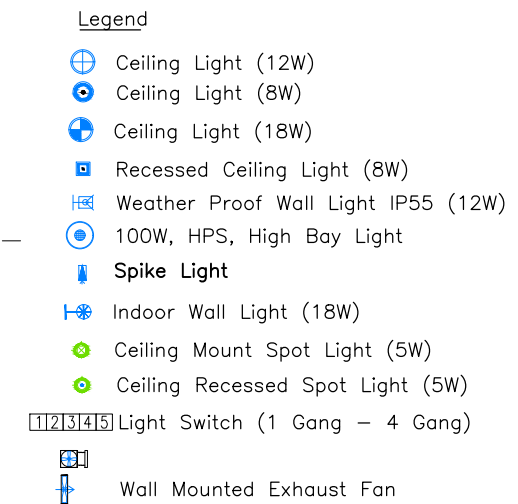 Legend
Ceiling Light (12W)
Ceiling Light (8W)
Ceiling Light (18W)
Recessed Ceiling Light (8W)
Weather Proof Wall Light IP55 (12W)
100W, HPS, High Bay Light
Spike Light
Indoor Wall Light (18W)
Ceiling Mount Spot Light (5W)
Ceiling Recessed Spot Light (5W)
1 2 3 4 5 Light Switch (1 Gang – 4 Gang)
Wall Mounted Exhaust Fan